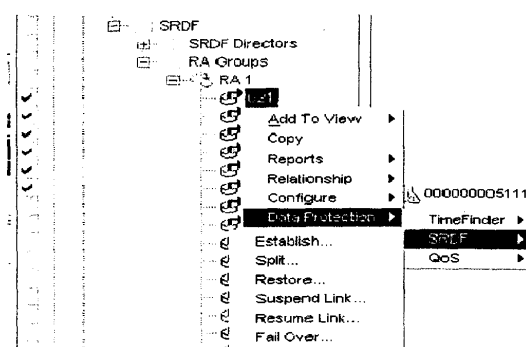 SRDF
SRDF Directors
RA Groups
RA 1
Add To View
Copy
Reports
Relationship
Configure
000000005111
Data Protection
TimeFinder
Establish...
SRDF
Split...
QoS
Restore...
Suspend Link...
Resume Link...
Fail Over...